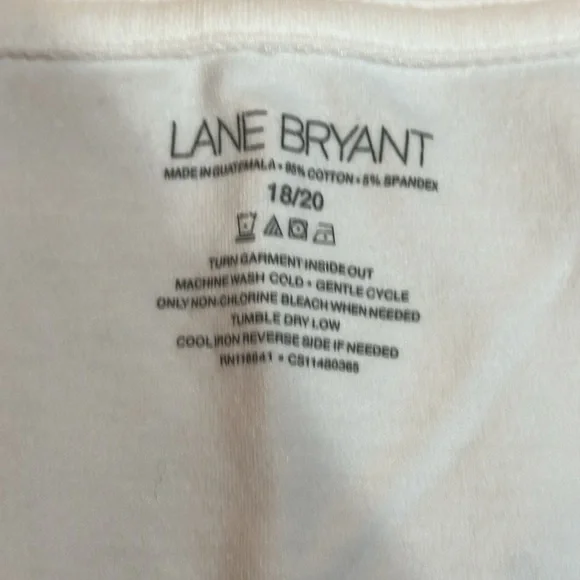 LANE BRYANT
MADE IN GUATEMALA • 95% COTTON • 5% SPANDEX
18/20
TURN GARMENT INSIDE OUT
MACHINE WASH COLD • GENTLE CYCLE
ONLY NON-CHLORINE BLEACH WHEN NEEDED
TUMBLE DRY LOW
COOL IRON REVERSE SIDE IF NEEDED